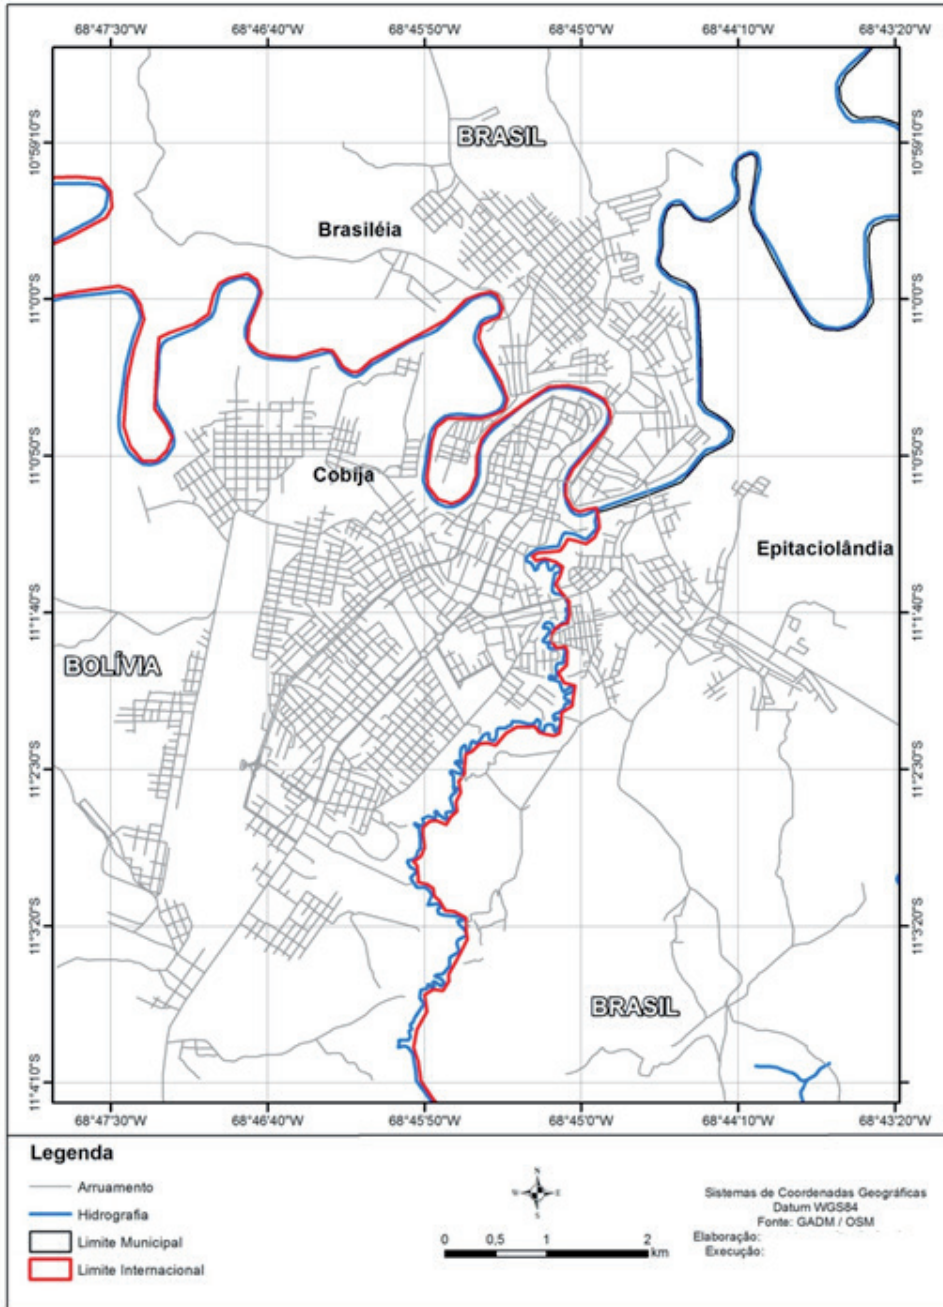 68°47'30"W 68°46'40"W 68°45'50"W 68°45'0"W 68°44'10"W 68°43'20"W
BRASIL
10°59'10"S 10°59'10"S
Brasiléia
11°0'0"S 11°0'0"S
11°0'50"S 11°0'50"S
Cobija
Epitaciolândia
11°1'40"S 11°1'40"S
BOLÍVIA
11°2'30"S 11°2'30"S
11°3'20"S 11°3'20"S
BRASIL
11°4'10"S 11°4'10"S
68°47'30"W 68°46'40"W 68°45'50"W 68°45'0"W 68°44'10"W 68°43'20"W
Legenda
Arruamento
Hidrografia
Limite Municipal
Limite Internacional
N
W E
S
0 0,5 1 2
km
Sistemas de Coordenadas Geográficas
Datum WGS84
Fonte: GADM / OSM
Elaboração:
Execução: